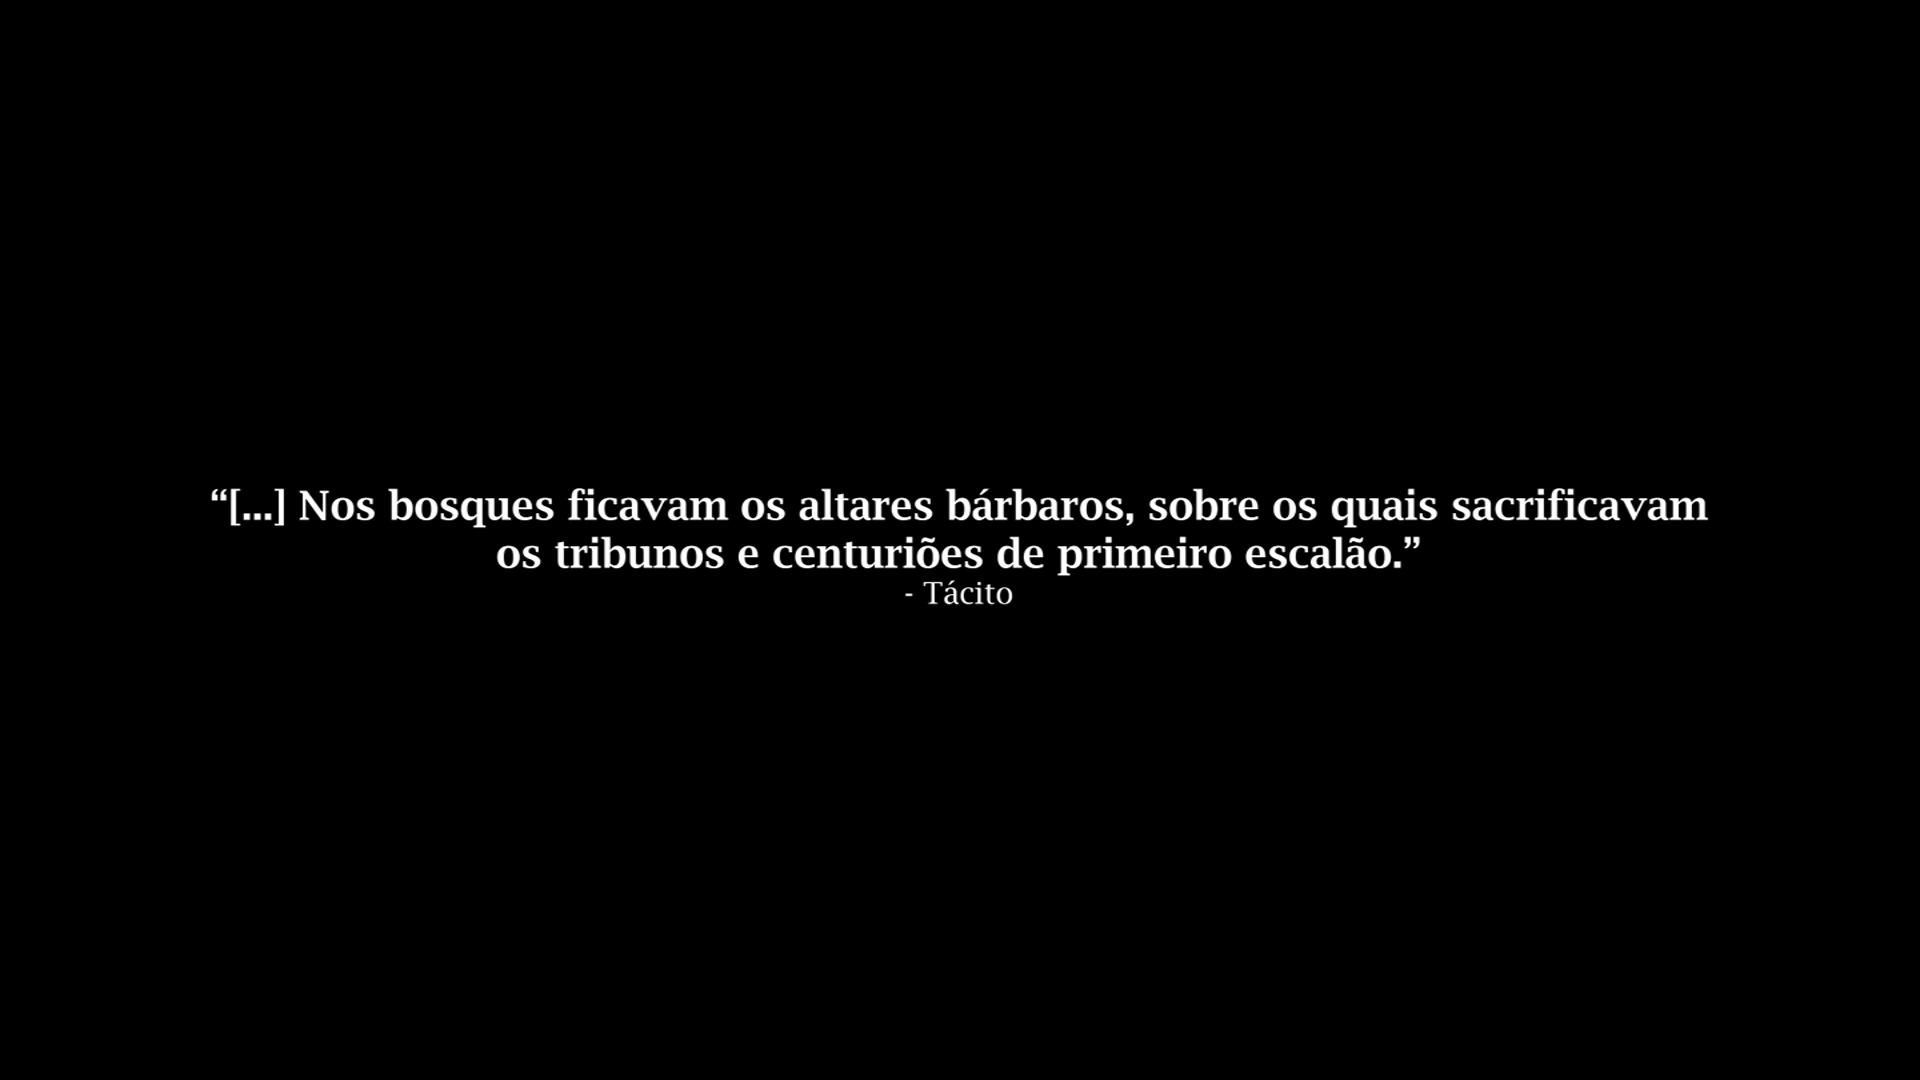 “[...] Nos bosques ficavam os altares bárbaros, sobre os quais sacrificavam
os tribunos e centuriões de primeiro escalão.”
- Tácito